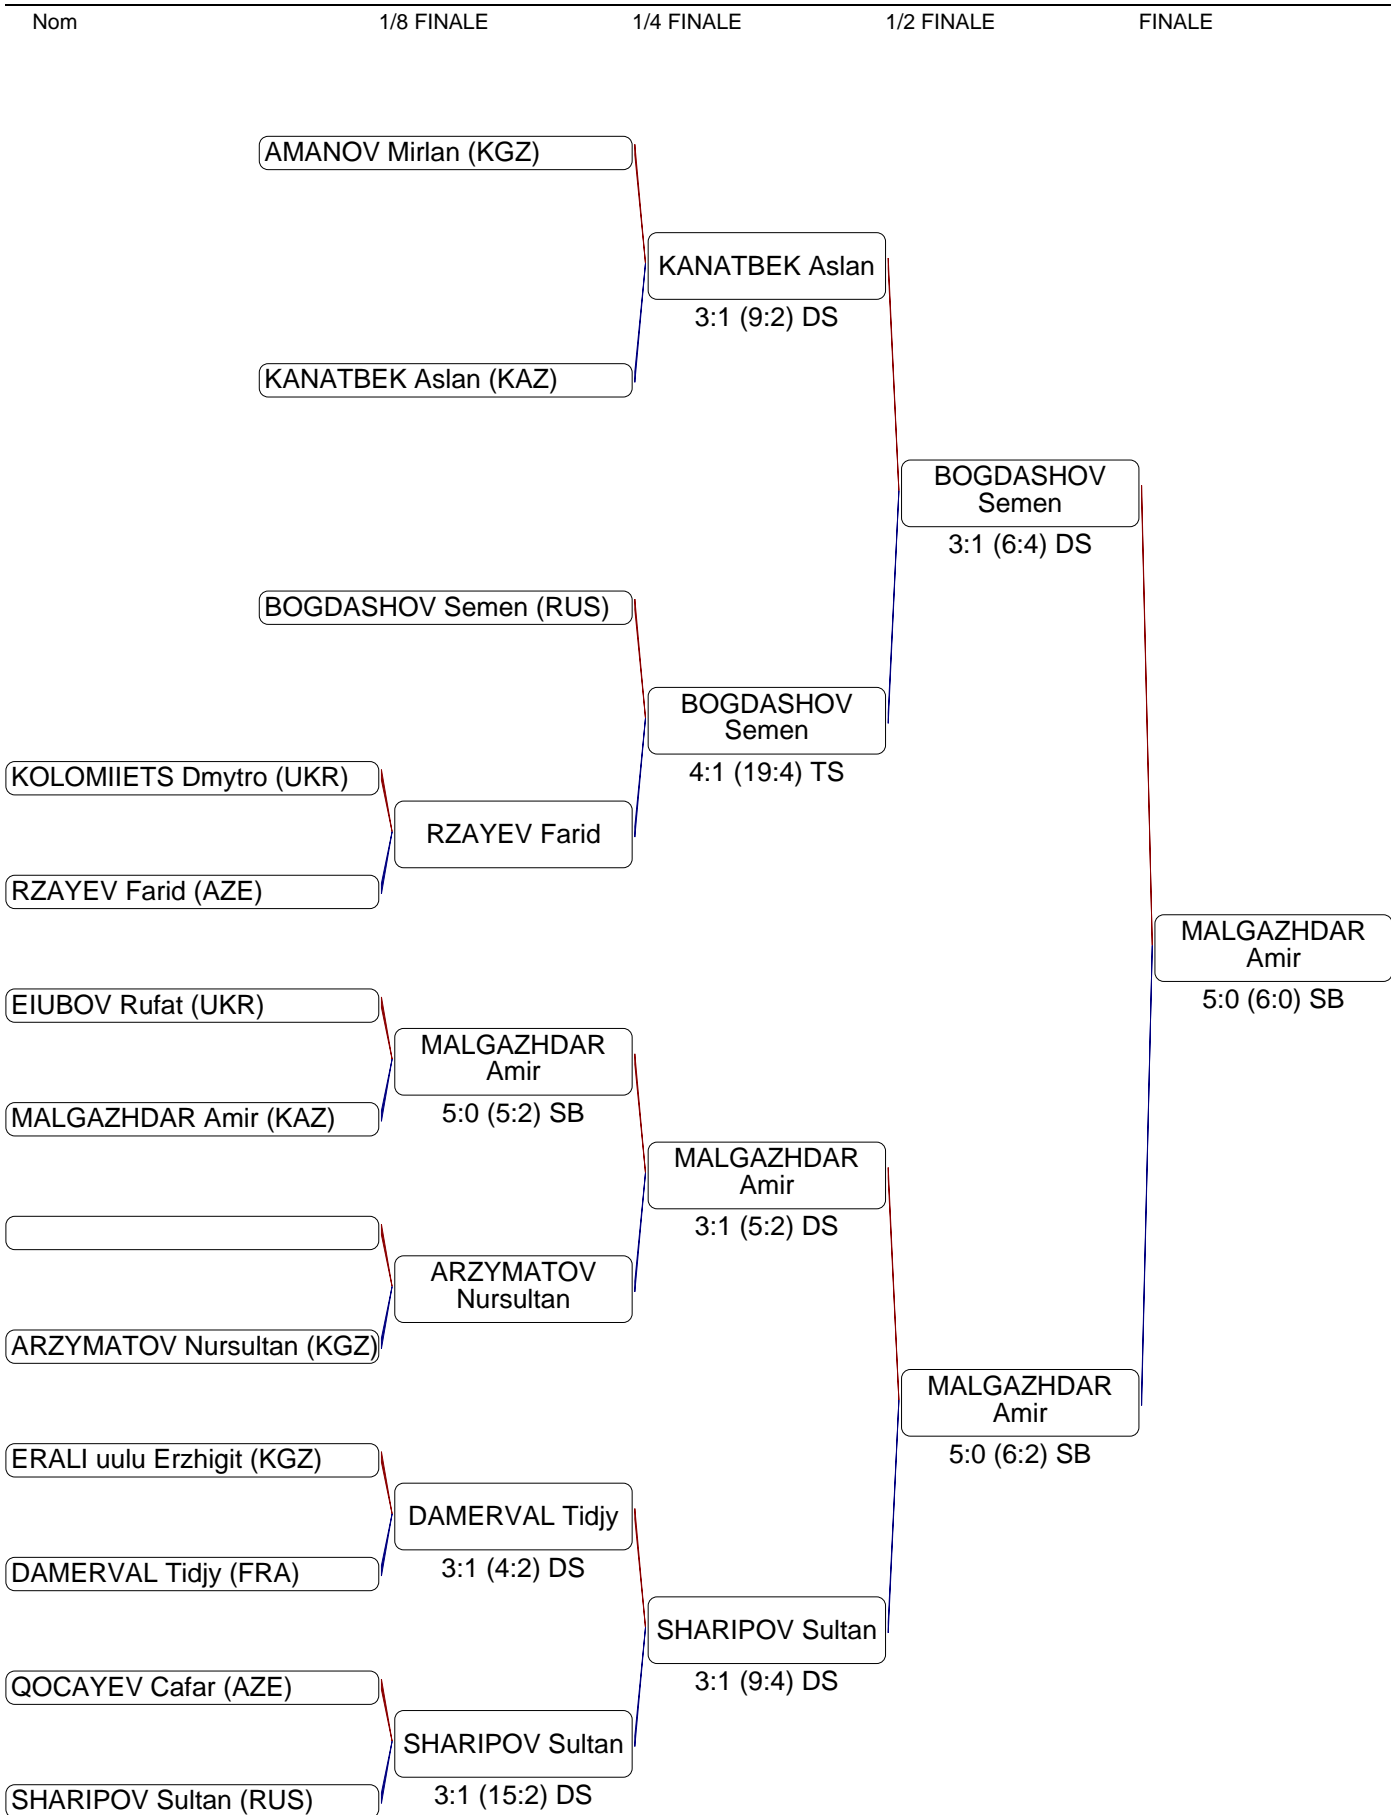 Nom 1/8 FINALE 1/4 FINALE 1/2 FINALE FINALE
AMANOV Mirlan (KGZ)
KANATBEK Aslan
3:1 (9:2) DS
KANATBEK Aslan (KAZ)
BOGDASHOV
Semen
3:1 (6:4) DS
BOGDASHOV Semen (RUS)
BOGDASHOV
Semen
4:1 (19:4) TS
KOLOMIIETS Dmytro (UKR)
RZAYEV Farid
RZAYEV Farid (AZE)
MALGAZHDAR
Amir
5:0 (6:0) SB
EIUBOV Rufat (UKR)
MALGAZHDAR
Amir
5:0 (5:2) SB
MALGAZHDAR Amir (KAZ)
MALGAZHDAR
Amir
3:1 (5:2) DS
ARZYMATOV
Nursultan
ARZYMATOV Nursultan (KGZ)
MALGAZHDAR
Amir
5:0 (6:2) SB
ERALI uulu Erzhigit (KGZ)
DAMERVAL Tidjy
3:1 (4:2) DS
DAMERVAL Tidjy (FRA)
SHARIPOV Sultan
3:1 (9:4) DS
QOCAYEV Cafar (AZE)
SHARIPOV Sultan
3:1 (15:2) DS
SHARIPOV Sultan (RUS)